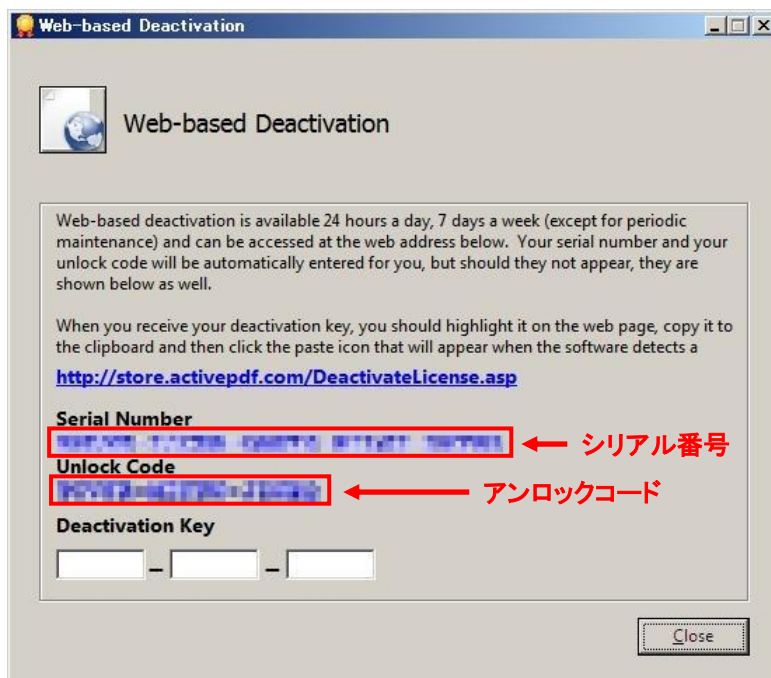 Web-based Deactivation
Web-based Deactivation
Web-based deactivation is available 24 hours a day, 7 days a week (except for periodic
maintenance) and can be accessed at the web address below. Your serial number and your
unlock code will be automatically entered for you, but should they not appear, they are
shown below as well.
When you receive your deactivation key, you should highlight it on the web page, copy it to
the clipboard and then click the paste icon that will appear when the software detects a
http://store.activepdf.com/DeactivateLicense.asp
Serial Number
シリアル番号
Unlock Code
アンロックコード
Deactivation Key
– –
Close